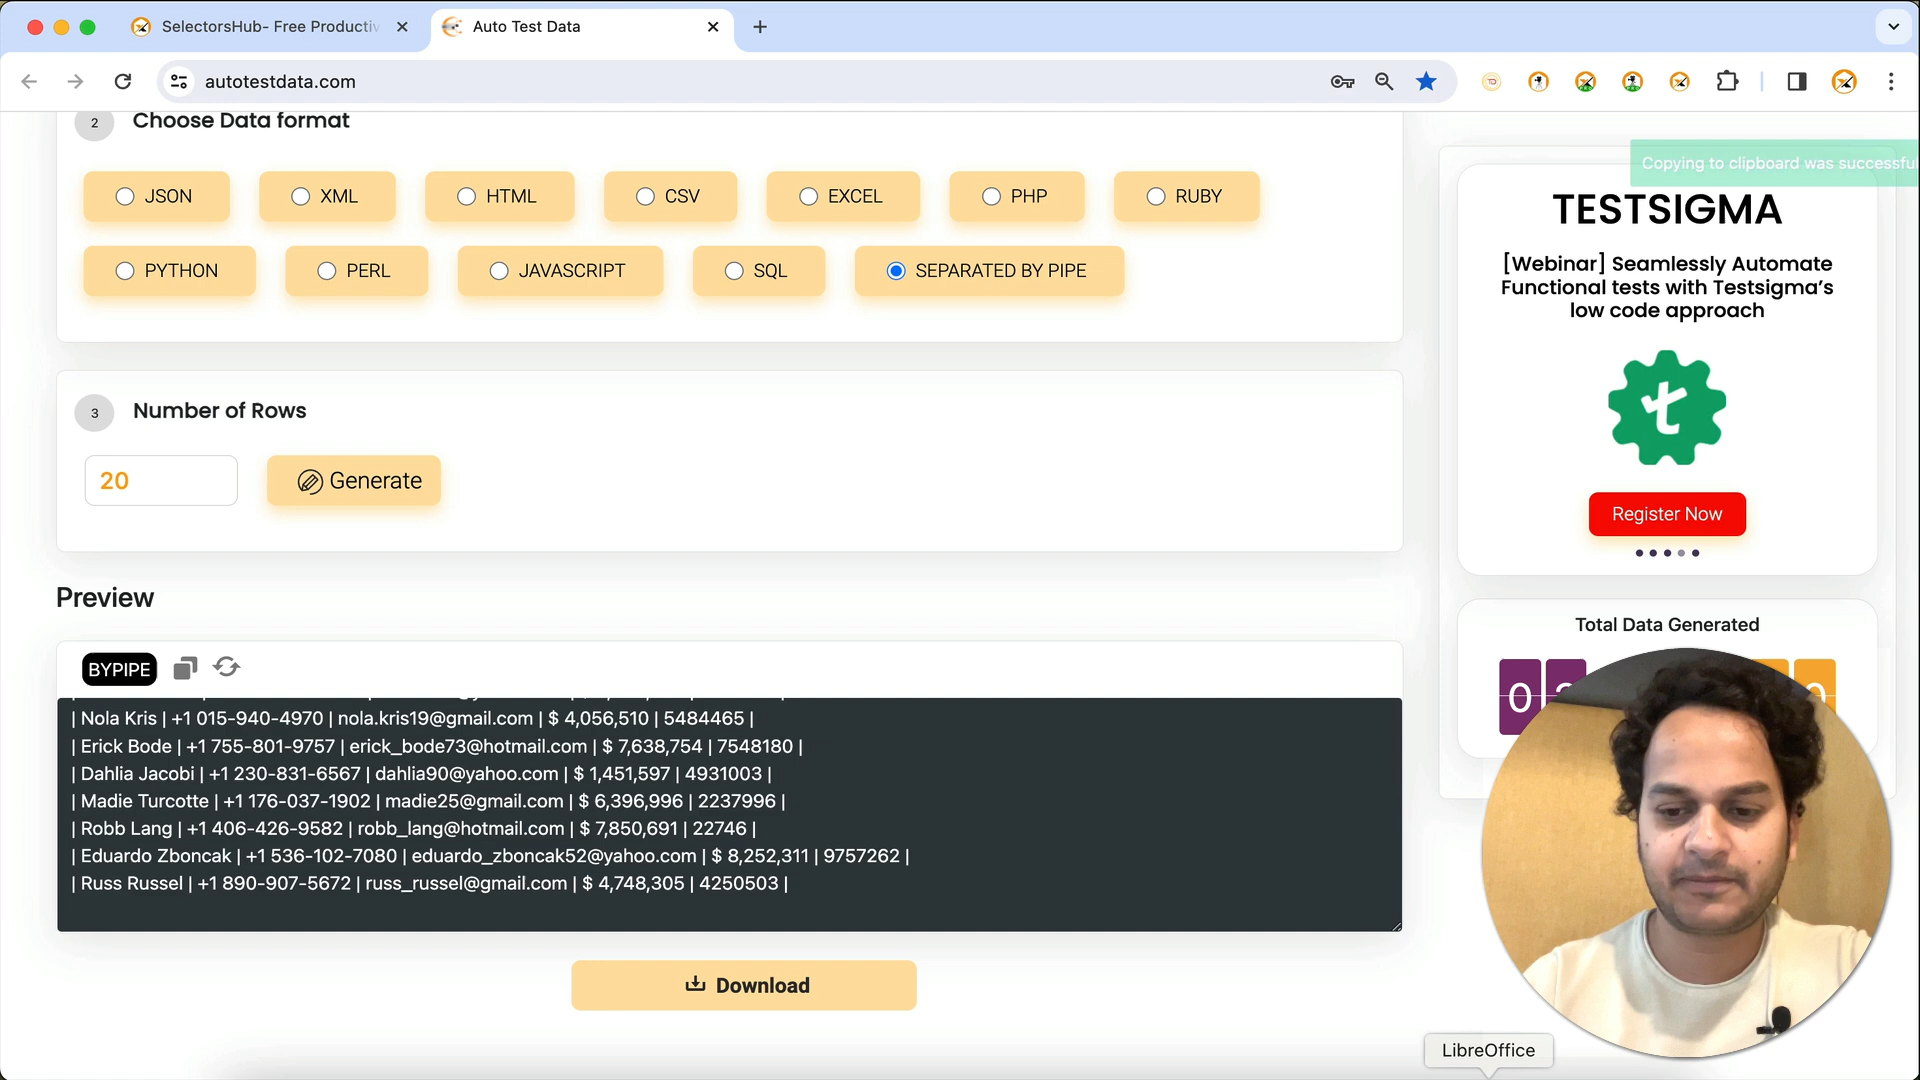 SelectorsHub- Free Productiv
Auto Test Data
autotestdata.com
2
Choose Data format
JSON
XML
HTML
CSV
EXCEL
PHP
RUBY
PYTHON
PERL
JAVASCRIPT
SQL
SEPARATED BY PIPE
3
Number of Rows
20
Generate
Preview
BYPIPE
| Nola Kris | +1 015-940-4970 | nola.kris19@gmail.com | $ 4,056,510 | 5484465 |
| Erick Bode | +1 755-801-9757 | erick_bode73@hotmail.com | $ 7,638,754 | 7548180 |
| Dahlia Jacobi | +1 230-831-6567 | dahlia90@yahoo.com | $ 1,451,597 | 4931003 |
| Madie Turcotte | +1 176-037-1902 | madie25@gmail.com | $ 6,396,996 | 2237996 |
| Robb Lang | +1 406-426-9582 | robb_lang@hotmail.com | $ 7,850,691 | 22746 |
| Eduardo Zboncak | +1 536-102-7080 | eduardo_zboncak52@yahoo.com | $ 8,252,311 | 9757262 |
| Russ Russel | +1 890-907-5672 | russ_russel@gmail.com | $ 4,748,305 | 4250503 |
Download
Copying to clipboard was successful
TESTSIGMA
[Webinar] Seamlessly Automate
Functional tests with Testsigma's
low code approach
Register Now
Total Data Generated
0
LibreOffice